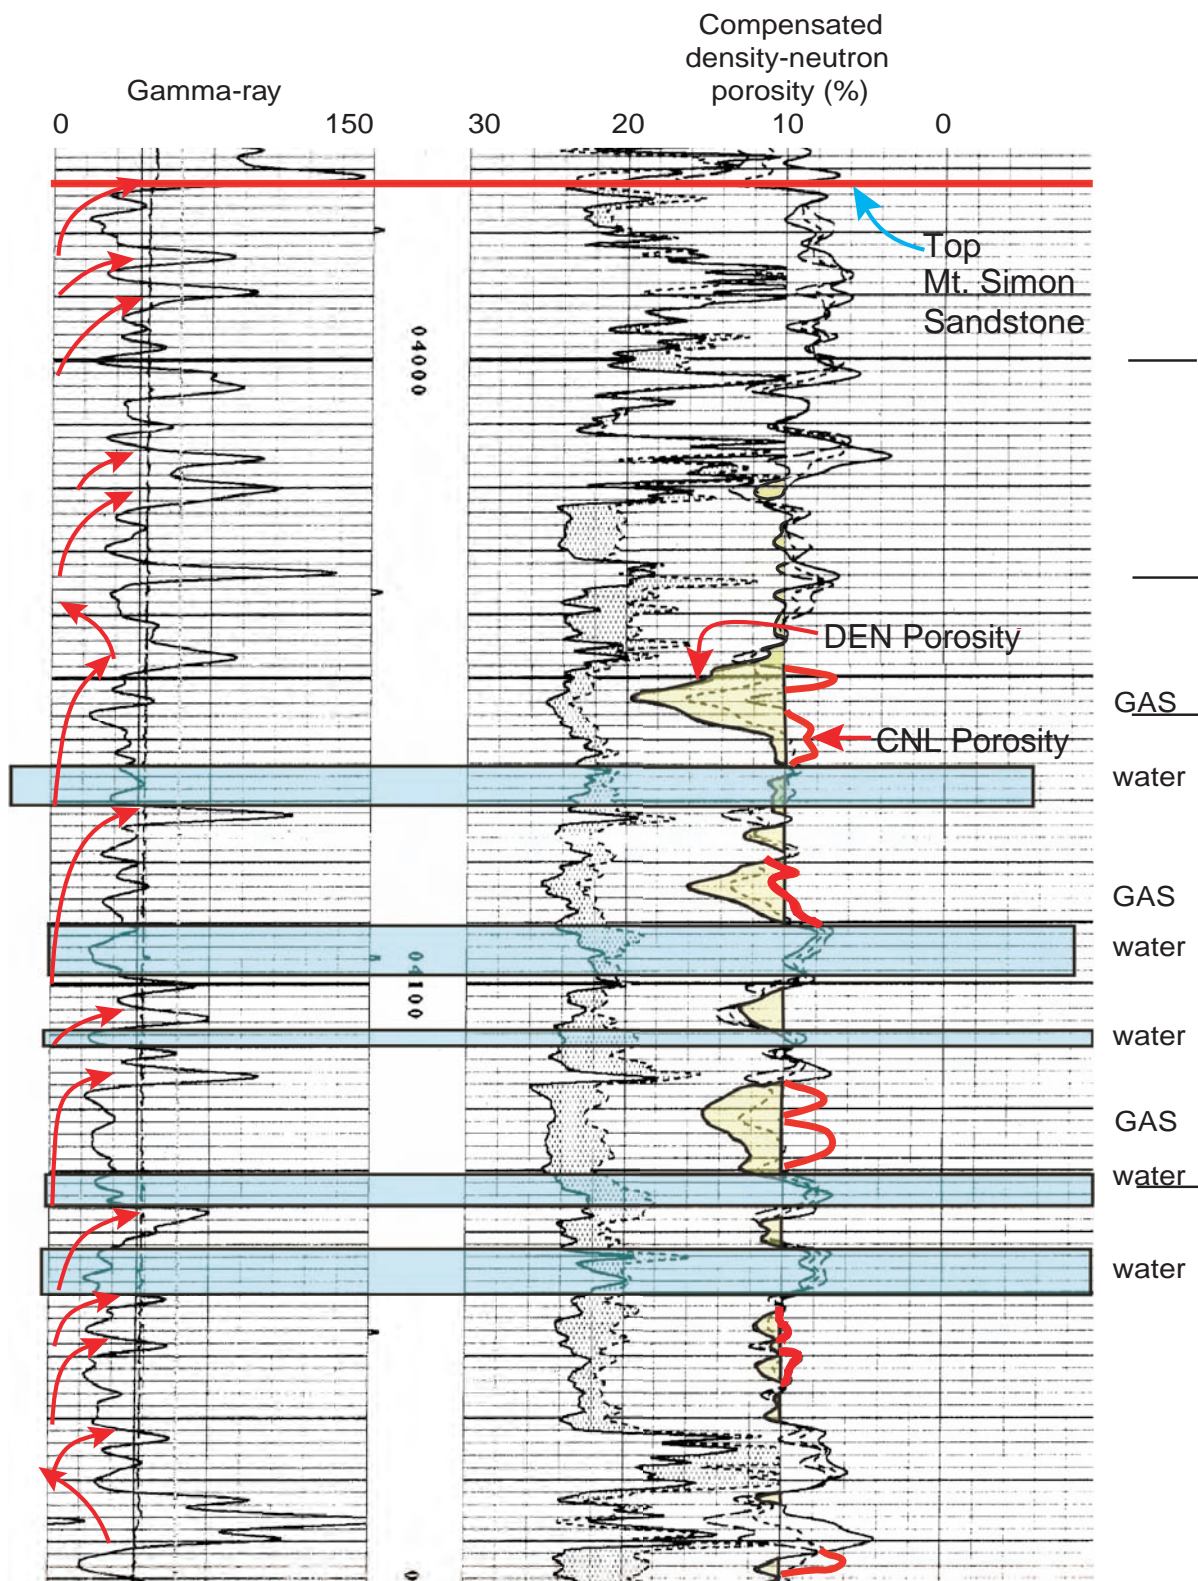 Compensated
density-neutron
Gamma-ray
porosity (%)
0
150
30
20
10
0
Top
Mt. Simon
Sandstone
04000
DEN Porosity
GAS
CNL Porosity
water
GAS
water
04100
water
GAS
water
water